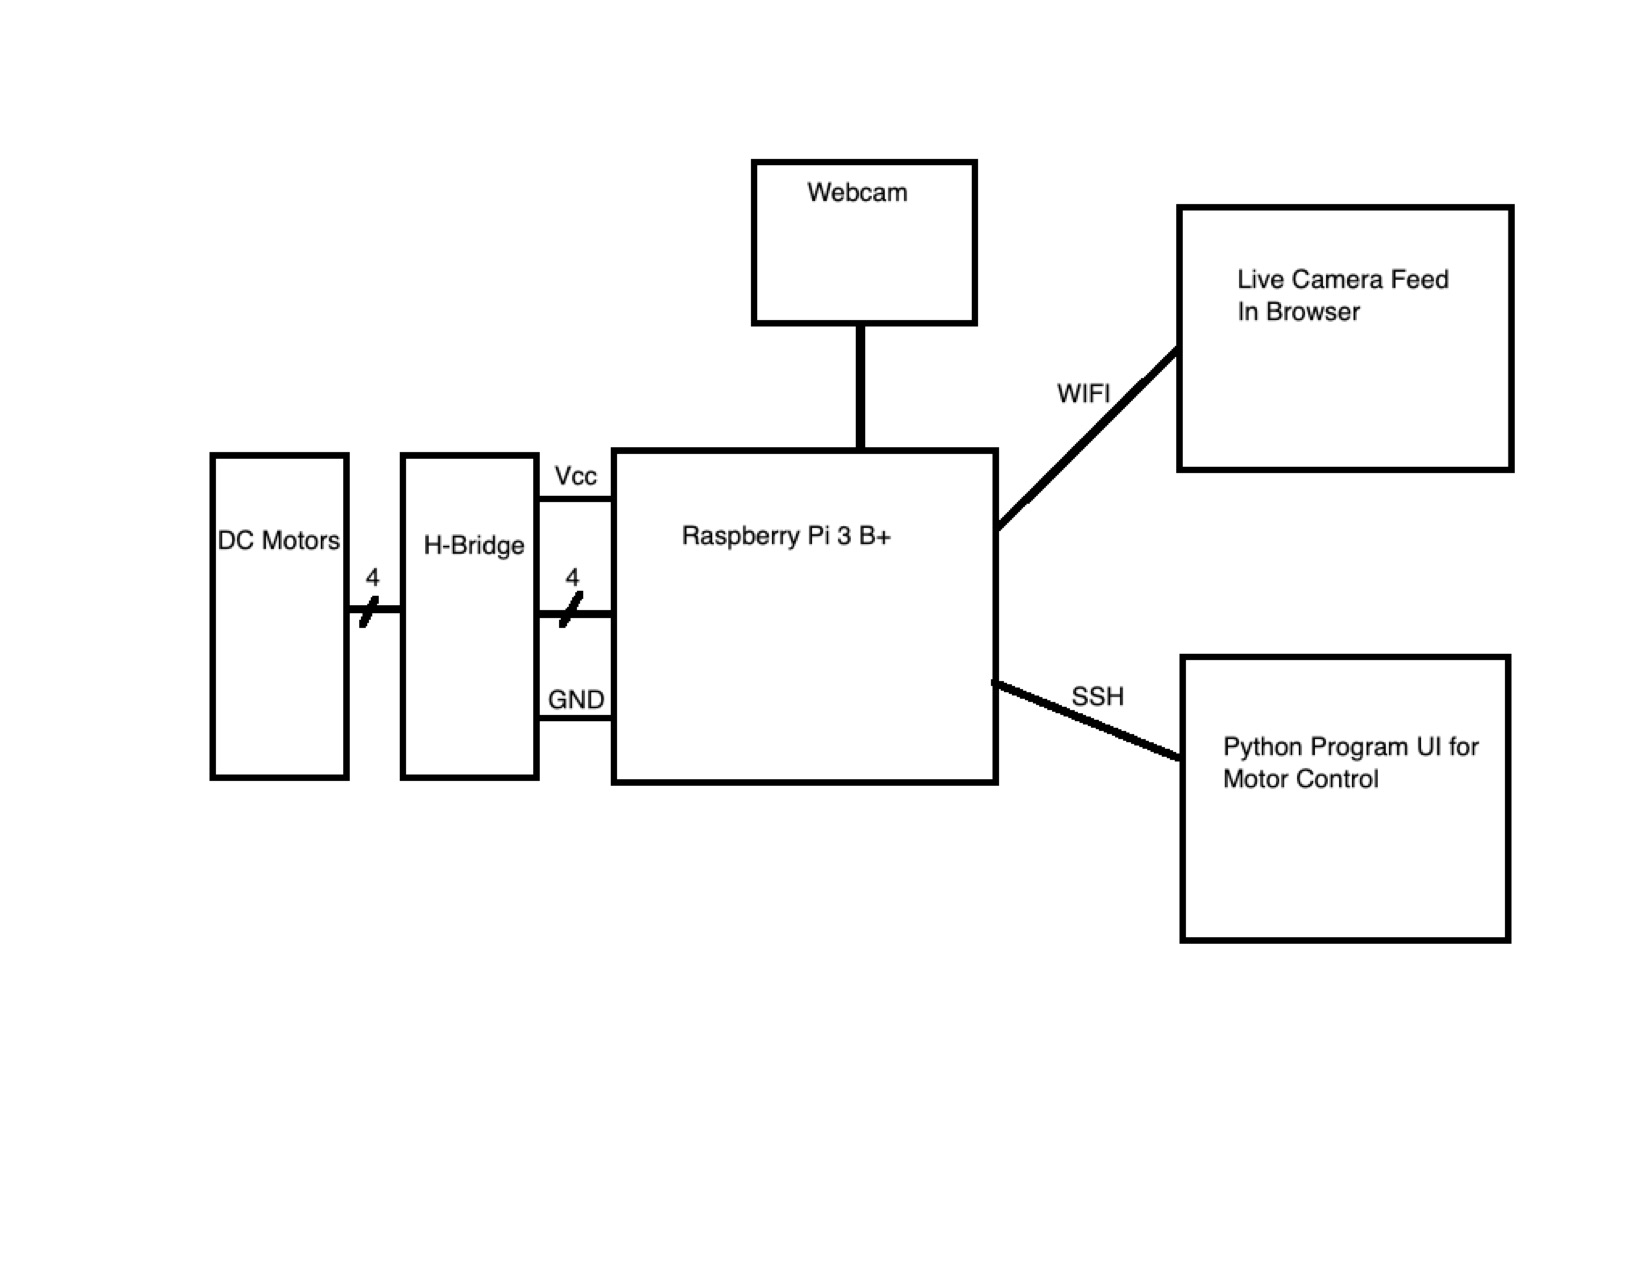 Webcam
Live Camera Feed
In Browser
WIFI
Vcc
DC Motors
H-Bridge
Raspberry Pi 3 B+
4
4
GND
SSH
Python Program UI for
Motor Control